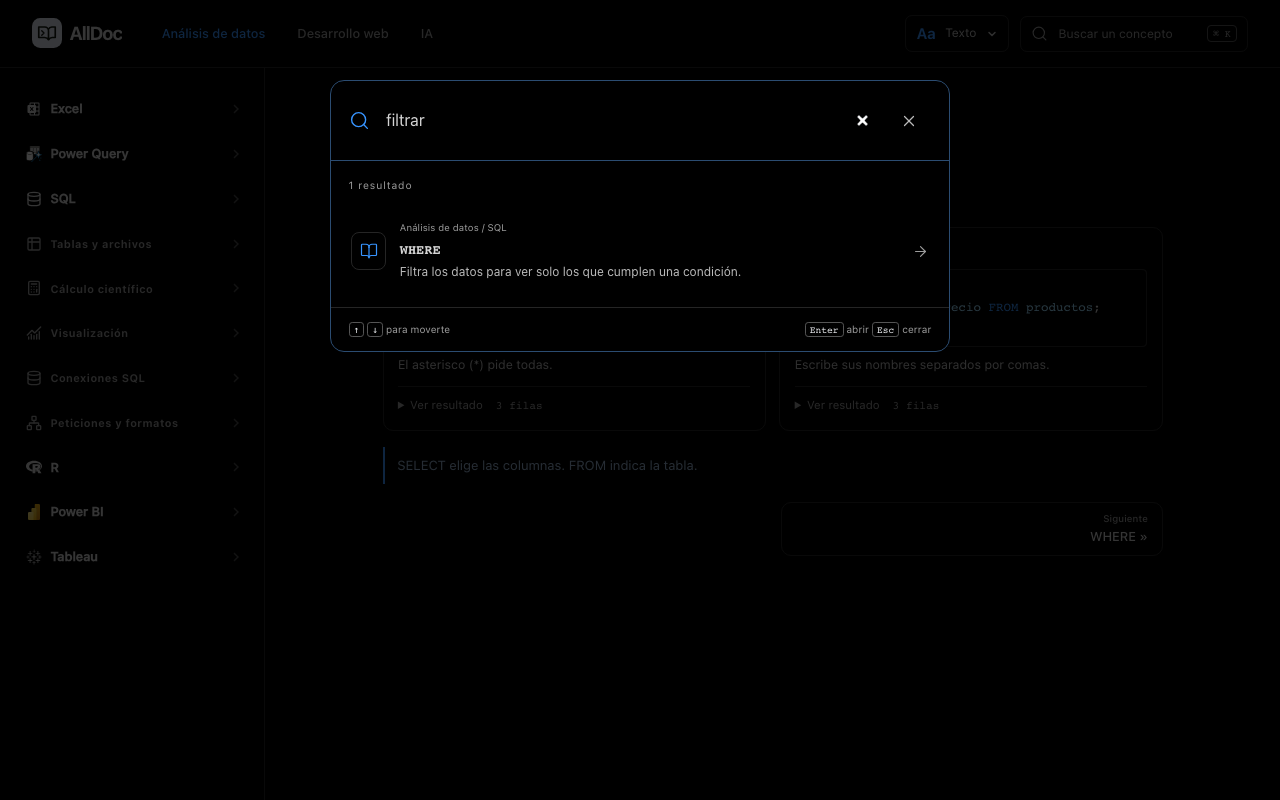 AllDoc
Análisis de datos
Desarrollo web
IA
Aa Texto
Buscar un concepto
⌘ K
Excel
Power Query
SQL
Tablas y archivos
Cálculo científico
Visualización
Conexiones SQL
Peticiones y formatos
R
Power BI
Tableau
filtrar
1 resultado
Análisis de datos / SQL
WHERE
Filtra los datos para ver solo los que cumplen una condición.
↑ ↓ para moverte
Enter abrir Esc cerrar
ecio FROM productos;
El asterisco (*) pide todas.
Ver resultado 3 filas
Escribe sus nombres separados por comas.
Ver resultado 3 filas
SELECT elige las columnas. FROM indica la tabla.
Siguiente
WHERE »